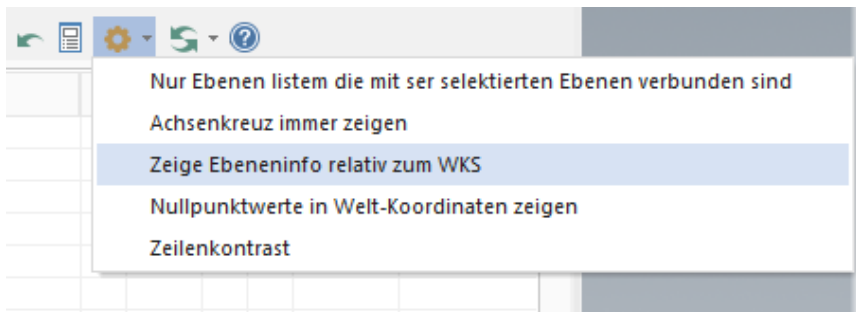 Nur Ebenen listem die mit ser selektierten Ebenen verbunden sind
Achsenkreuz immer zeigen
Zeige Ebeneninfo relativ zum WKS
Nullpunktwerte in Welt-Koordinaten zeigen
Zeilenkontrast